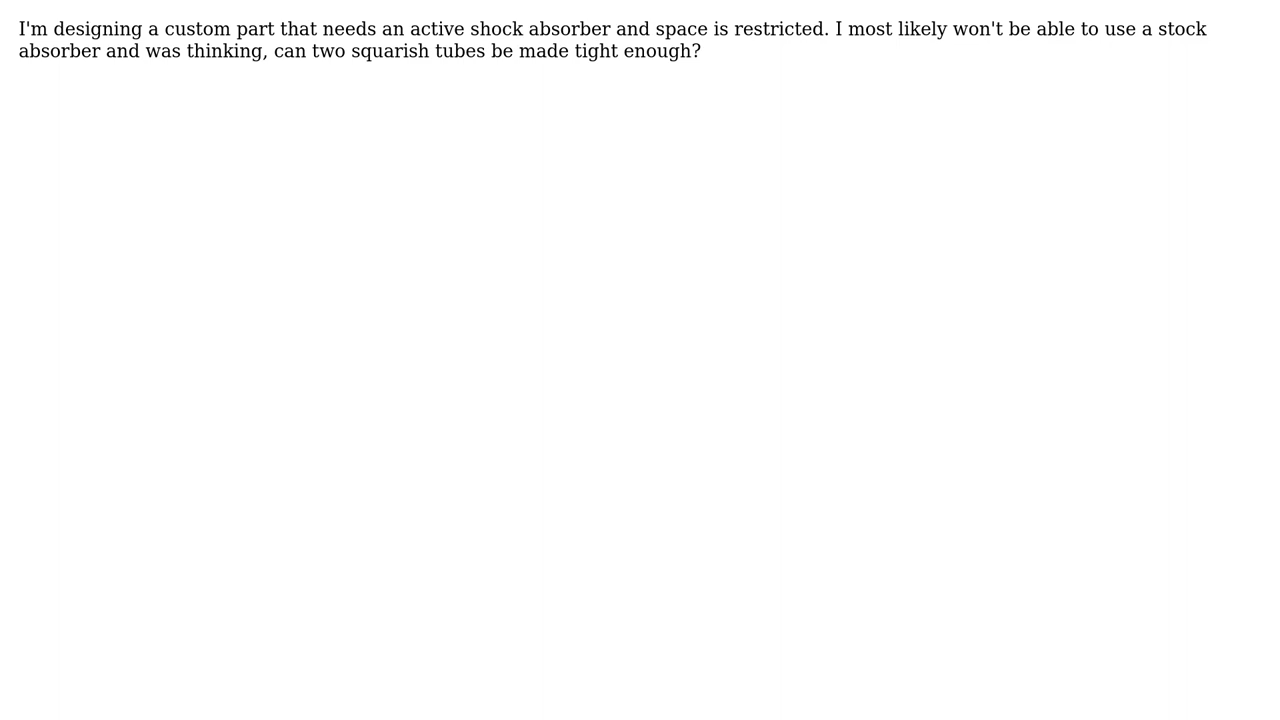 I'm designing a custom part that needs an active shock absorber and space is restricted. I most likely won't be able to use a stock
absorber and was thinking, can two squarish tubes be made tight enough?